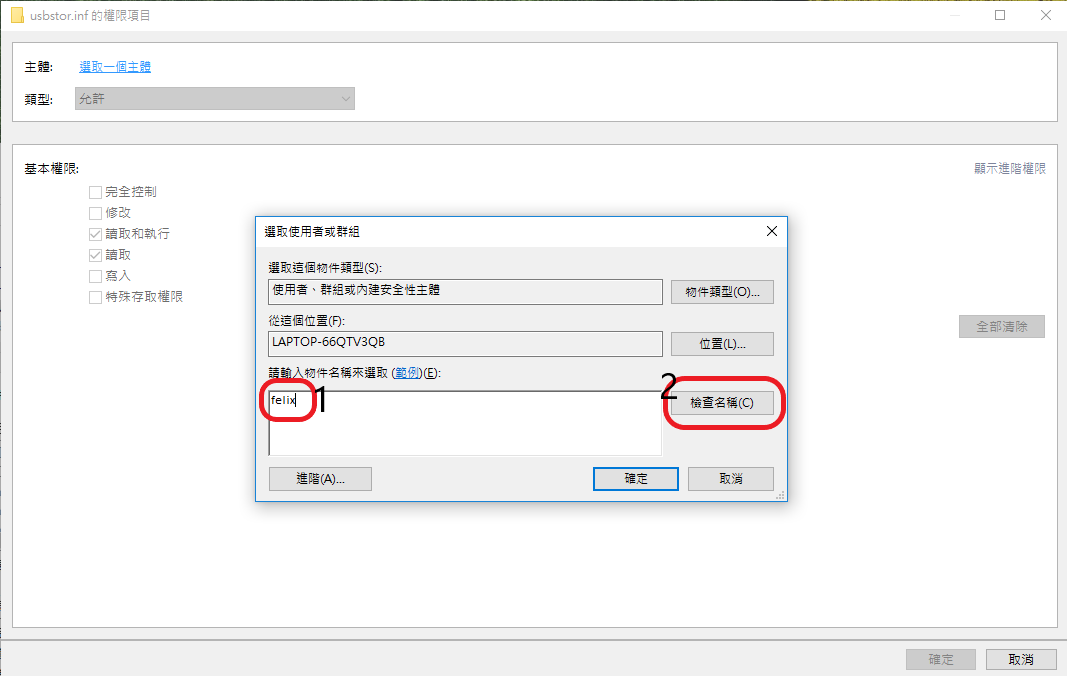 usbstor.inf 的權限項目
主體: 選取一個主體
類型: 允許
基本權限: 顯示進階權限
完全控制
修改
讀取和執行
讀取
寫入
特殊存取權限
全部清除
選取使用者或群組
選取這個物件類型(S):
使用者、群組或內建安全性主體 物件類型(O)...
從這個位置(F):
LAPTOP-66QTV3QB 位置(L)...
請輸入物件名稱來選取 (範例)(E):
felix 1 2 檢查名稱(C)
進階(A)... 確定 取消
確定 取消